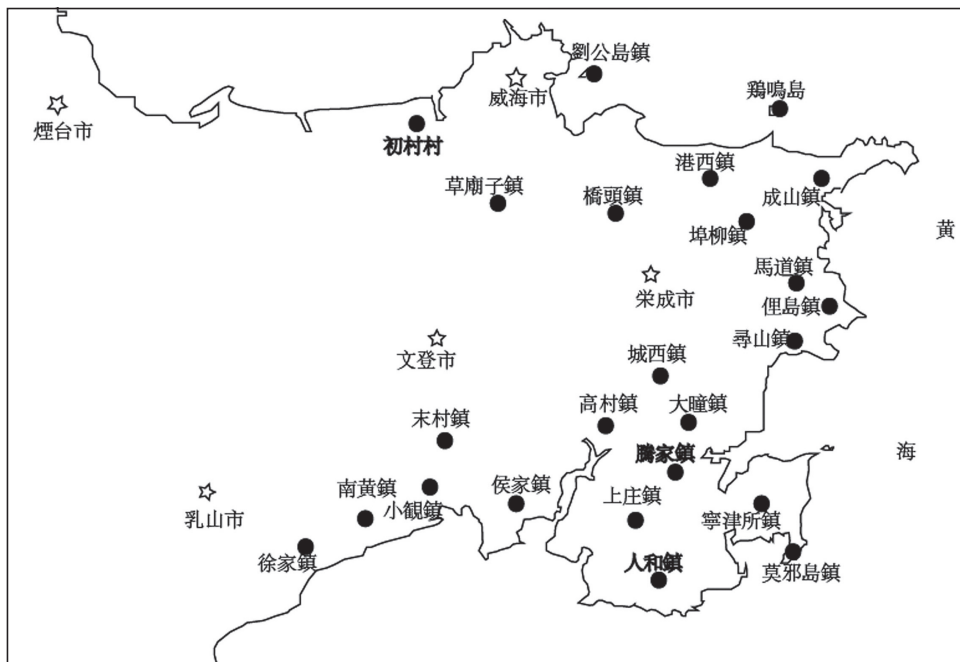 劉公島鎮
威海市
鶏鳴島
煙台市
初村村
港西鎮
草廟子鎮
橋頭鎮
成山鎮
埠柳鎮
黄
馬道鎮
栄成市
俚島鎮
尋山鎮
文登市
城西鎮
高村鎮
大疃鎮
末村鎮
海
騰家鎮
南黄鎮
侯家鎮
上庄鎮
小観鎮
寧津所鎮
乳山市
徐家鎮
人和鎮
莫邪島鎮